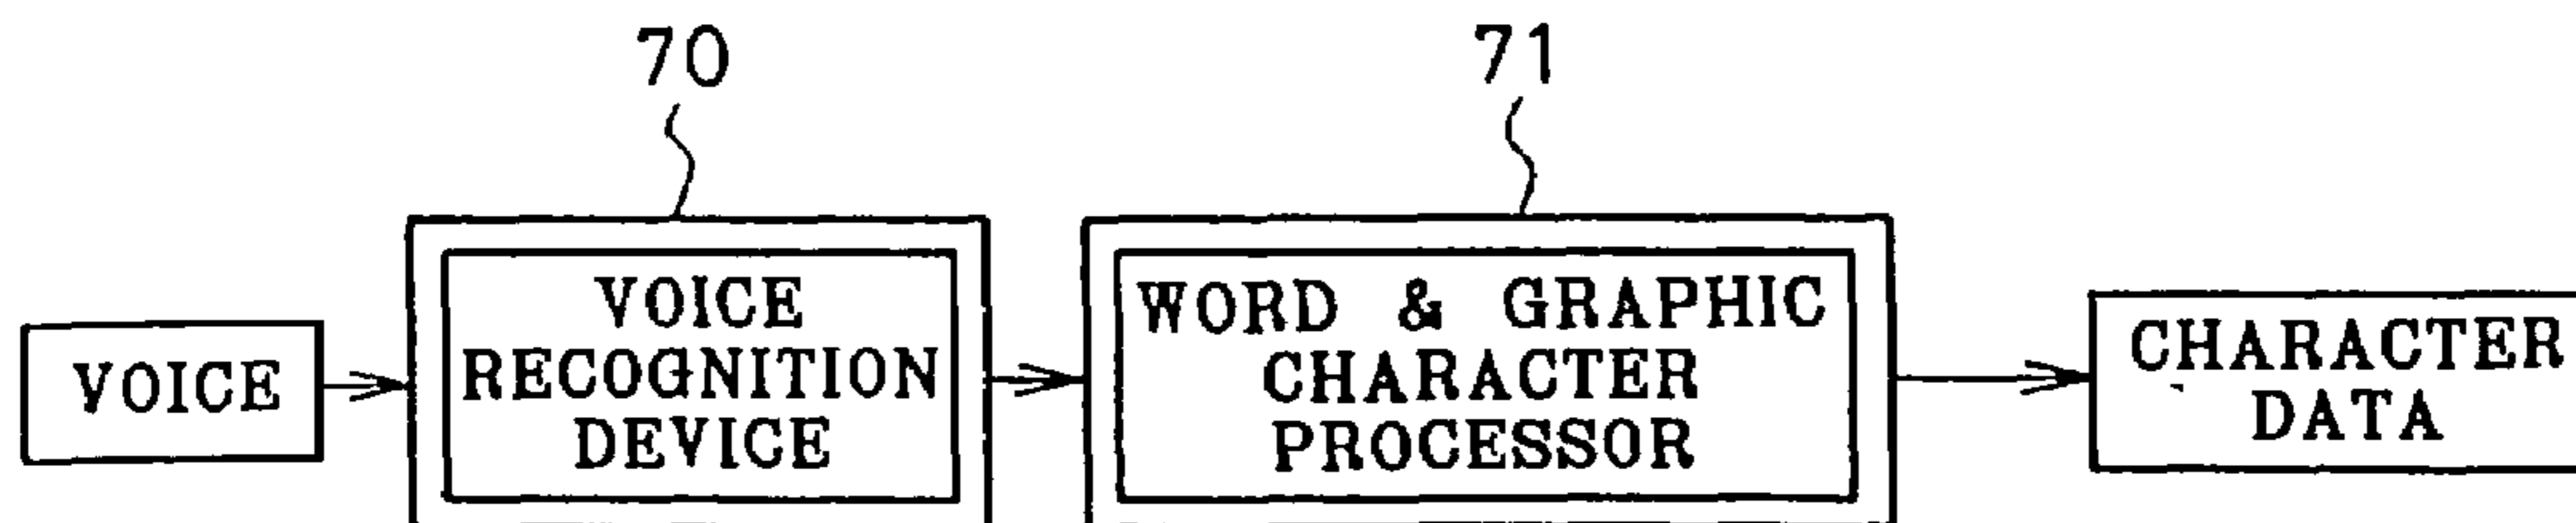 70
71
VOICE
VOICE
RECOGNITION
DEVICE
WORD & GRAPHIC
CHARACTER
PROCESSOR
CHARACTER
DATA